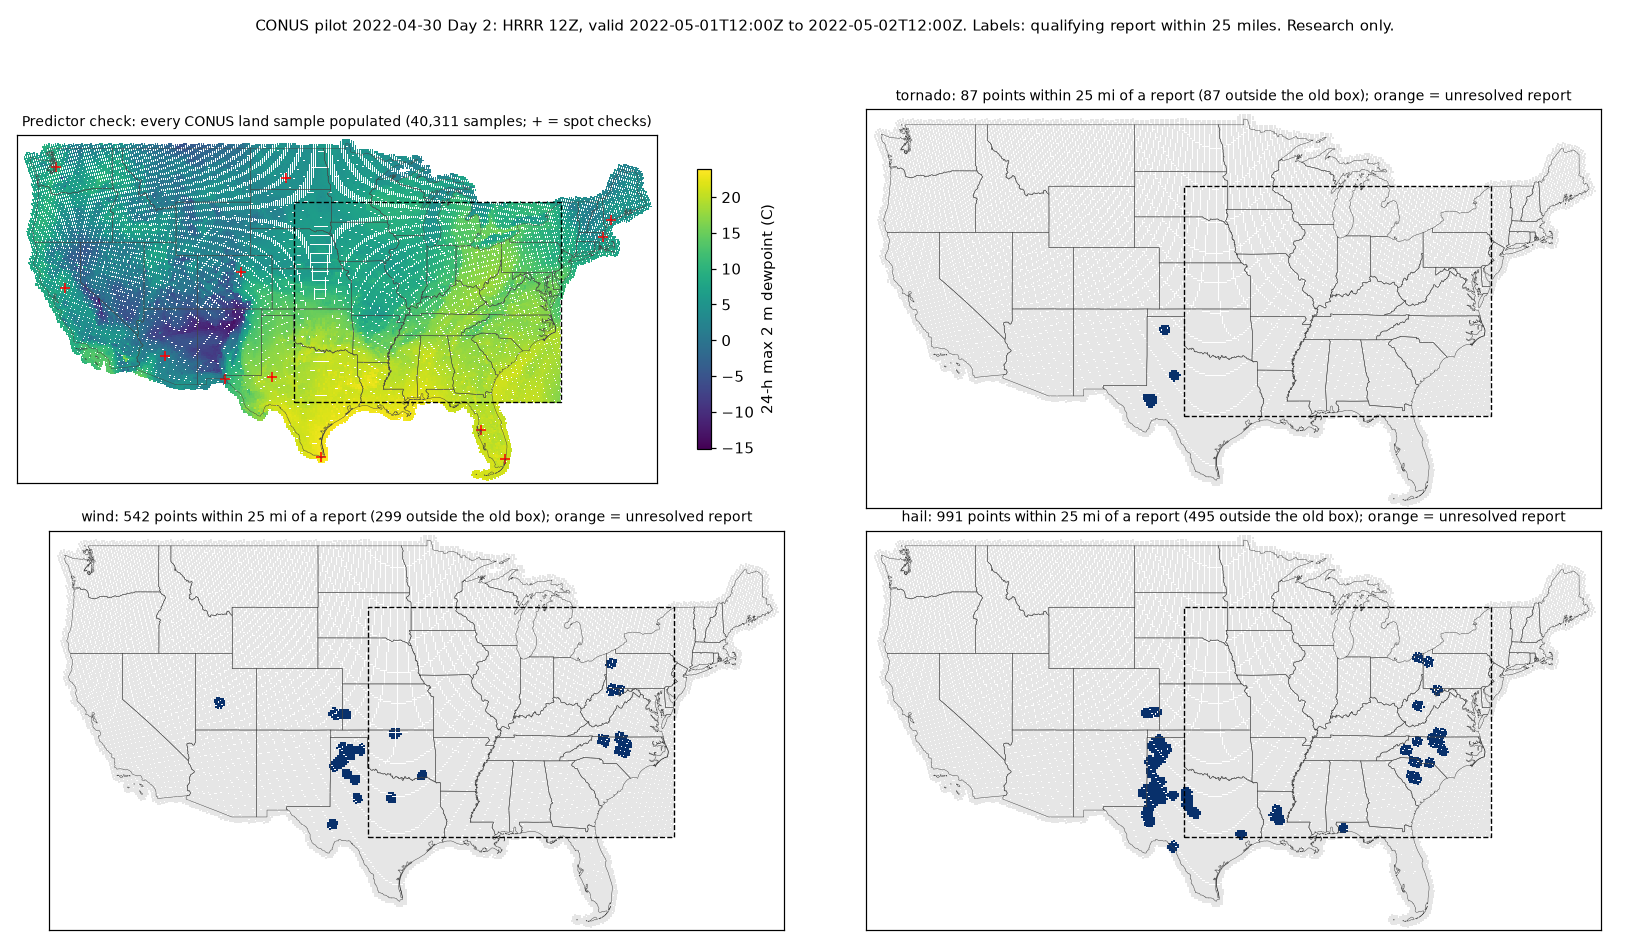 CONUS pilot 2022-04-30 Day 2: HRRR 12Z, valid 2022-05-01T12:00Z to 2022-05-02T12:00Z. Labels: qualifying report within 25 miles. Research only.
Predictor check: every CONUS land sample populated (40,311 samples; + = spot checks)
20
15
10
5
0
−5
−10
−15
24-h max 2 m dewpoint (C)
tornado: 87 points within 25 mi of a report (87 outside the old box); orange = unresolved report
wind: 542 points within 25 mi of a report (299 outside the old box); orange = unresolved report
hail: 991 points within 25 mi of a report (495 outside the old box); orange = unresolved report